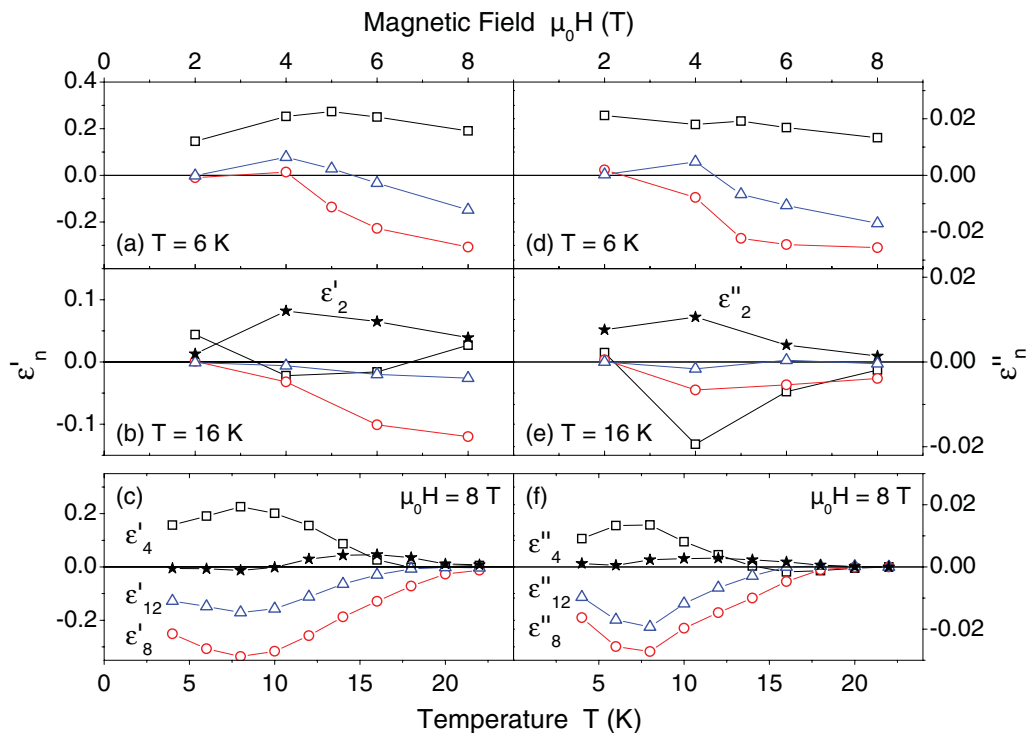 Magnetic Field μ₀H (T)
0 2 4 6 8 2 4 6 8
0.4
0.2
0.0
-0.2
(a) T = 6 K
0.02
0.00
-0.02
(d) T = 6 K
0.1
0.0
-0.1
ε'₂
(b) T = 16 K
0.02
0.00
-0.02
ε''₂
(e) T = 16 K
ε'ₙ
ε''ₙ
(c) μ₀H = 8 T
0.2
0.0
-0.2
ε'₄
ε'₁₂
ε'₈
(f) μ₀H = 8 T
0.02
0.00
-0.02
ε''₄
ε''₁₂
ε''₈
0 5 10 15 20 5 10 15 20
Temperature T (K)